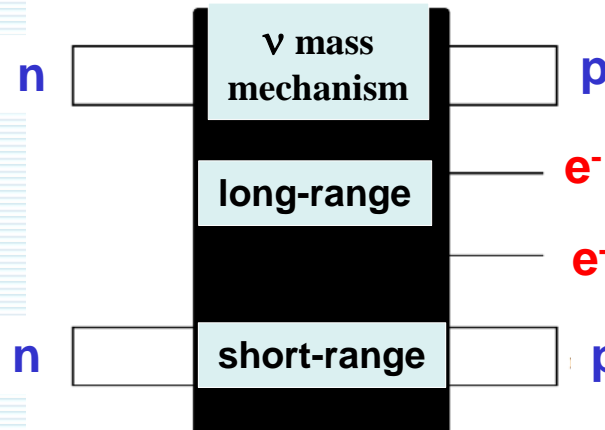 ν mass
mechanism
n
p
e-
long-range
e-
n
short-range
p